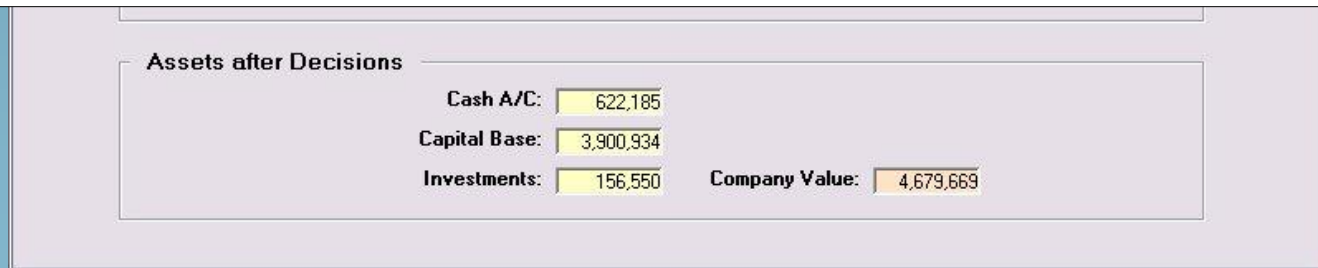 Assets after Decisions
Cash A/C: 622,185
Capital Base: 3,900,934
Investments: 156,550 Company Value: 4,679,669